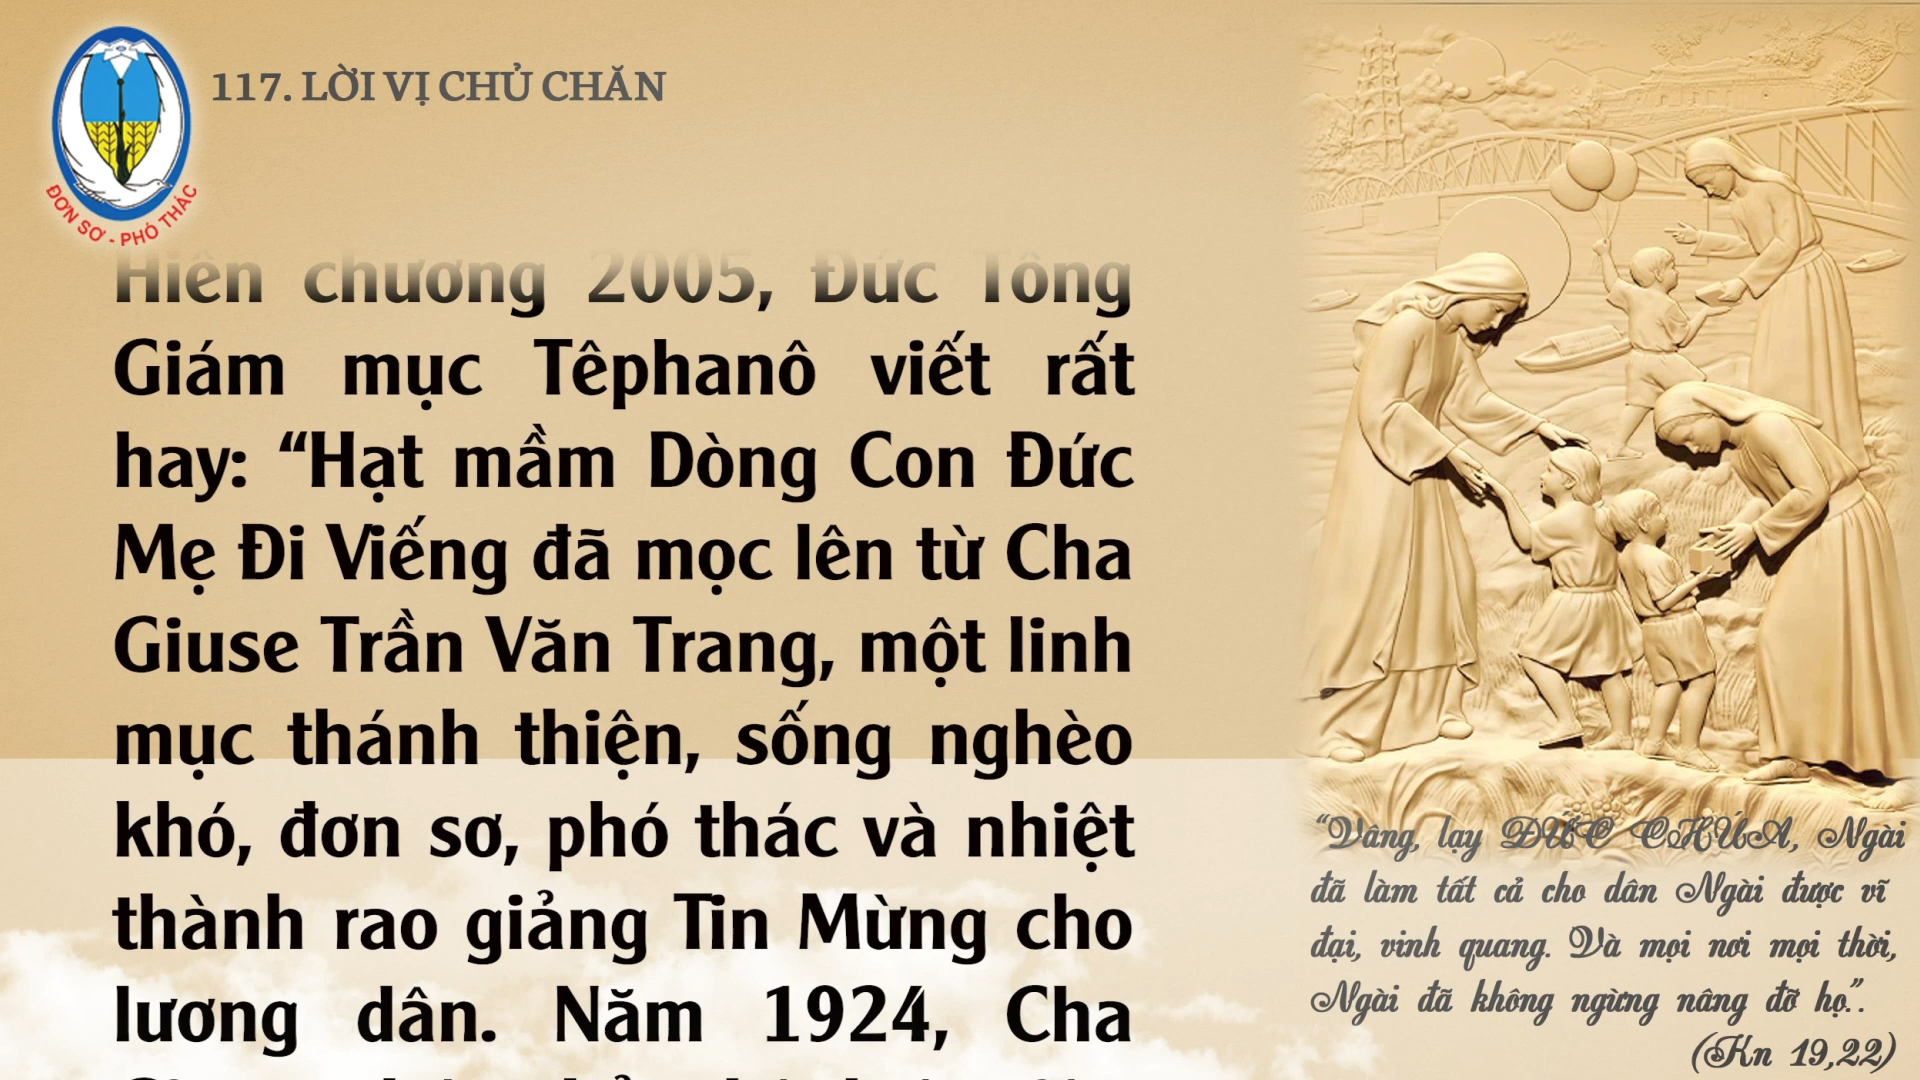 117. LỜI VỊ CHỦ CHĂN
ĐƠN SƠ - PHÓ THÁC
Hiến chương 2005, Đức Tổng
Giám mục Têphanô viết rất
hay: “Hạt mầm Dòng Con Đức
Mẹ Đi Viếng đã mọc lên từ Cha
Giuse Trần Văn Trang, một linh
mục thánh thiện, sống nghèo
khó, đơn sơ, phó thác và nhiệt
thành rao giảng Tin Mừng cho
lương dân. Năm 1924, Cha
“Vâng, lạy ĐỨC CHÚA, Ngài
đã làm tất cả cho dân Ngài được vĩ
đại, vinh quang. Và mọi nơi mọi thời,
Ngài đã không ngừng nâng đỡ họ”.
(Kn 19,22)